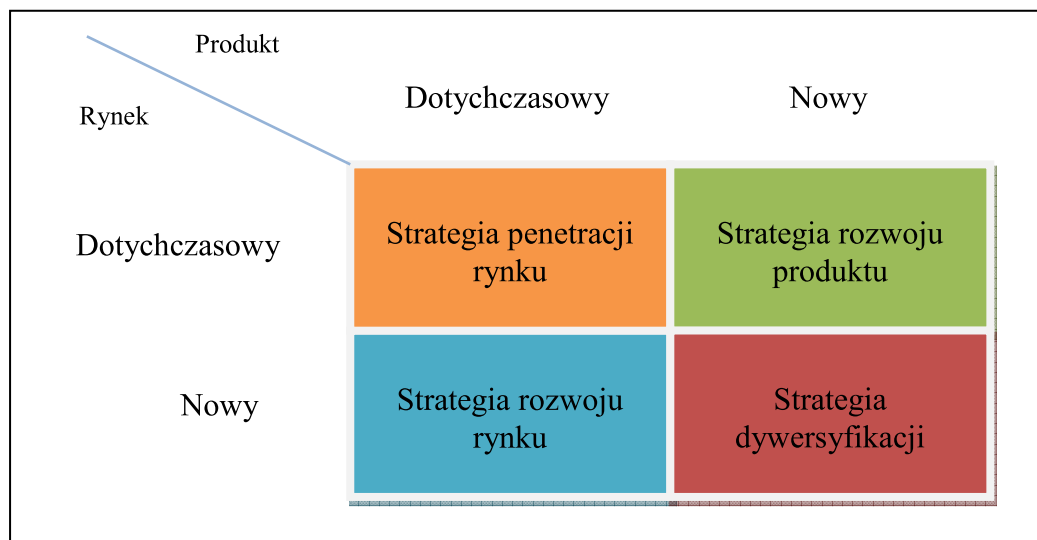 Produkt
Rynek
Dotychczasowy
Nowy
Dotychczasowy
Strategia penetracji
rynku
Strategia rozwoju
produktu
Nowy
Strategia rozwoju
rynku
Strategia
dywersyfikacji